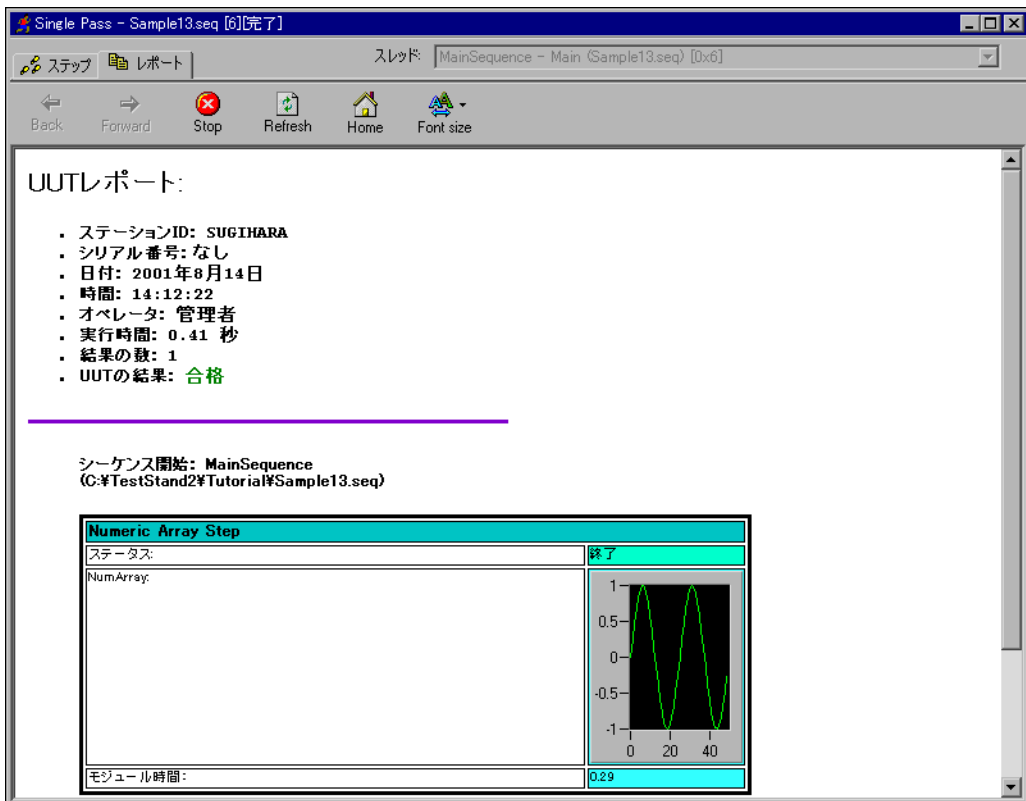 Single Pass - Sample13.seq [6][完了]
ステップ レポート スレッド: MainSequence - Main (Sample13.seq) [0x6]
Back Forward Stop Refresh Home Font size
UUTレポート:
. ステーションID: SUGIHARA
. シリアル番号: なし
. 日付: 2001年8月14日
. 時間: 14:12:22
. オペレータ: 管理者
. 実行時間: 0.41 秒
. 結果の数: 1
. UUTの結果: 合格
シーケンス開始: MainSequence
(C:¥TestStand2¥Tutorial¥Sample13.seq)
Numeric Array Step
ステータス: 終了
NumArray:
1
0.5
0
-0.5
-1
0 20 40
モジュール時間: 0.29